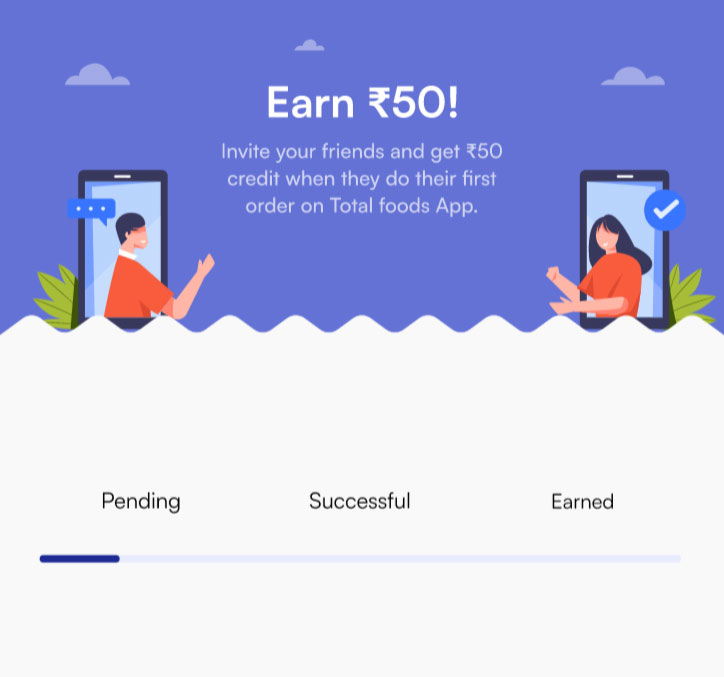 Earn ₹50!
Invite your friends and get ₹50
credit when they do their first
order on Total foods App.
Pending Successful Earned